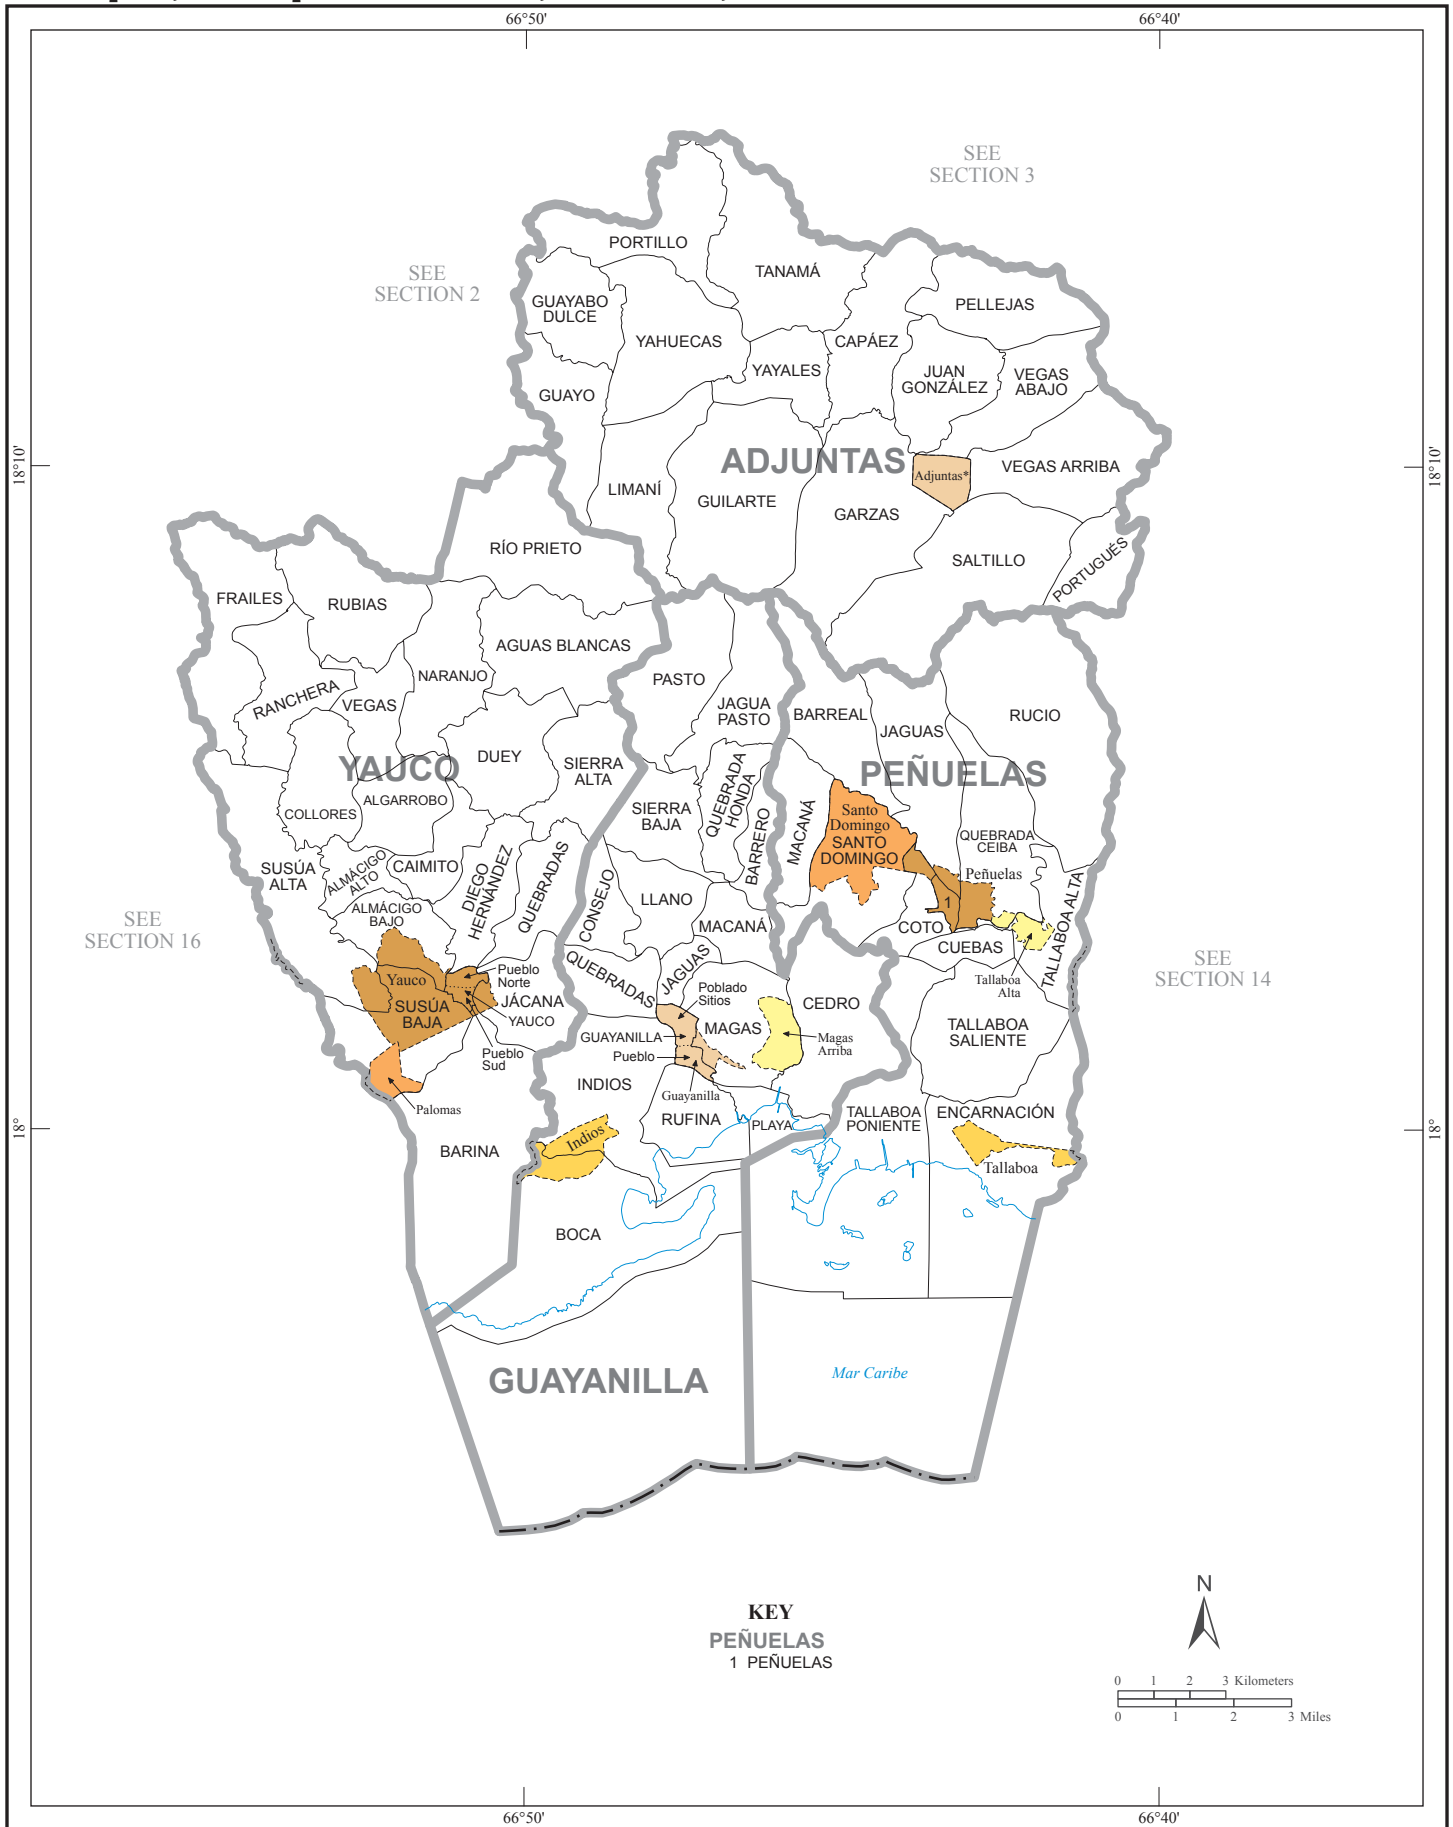 66°50'
66°40'
SEE
SECTION 3
SEE
SECTION 2
PORTILLO
TANAMÁ
GUAYABO
DULCE
PELLEJAS
YAHUECAS
CAPÁEZ
YAYALES
JUAN
GONZÁLEZ
VEGAS
ABAJO
GUAYO
ADJUNTAS
Adjuntas*
VEGAS ARRIBA
18°10'
18°10'
LIMANÍ
GUILARTE
GARZAS
RÍO PRIETO
SALTILLO
PORTUGUÉS
FRAILES
RUBIAS
AGUAS BLANCAS
NARANJO
PASTO
RANCHERA
VEGAS
JAGUA
PASTO
BARREAL
JAGUAS
RUCIO
DUEY
SIERRA
ALTA
YAUCO
PEÑUELAS
ALGARROBO
COLLORES
SIERRA
BAJA
QUEBRADA
HONDA
BARRERO
MACANÁ
Santo
Domingo
SANTO
DOMINGO
QUEBRADA
CEIBA
SUSÚA
ALTA
ALMÁCIGO
ALTO
CAIMITO
DIEGO
HERNÁNDEZ
QUEBRADAS
CONSEJO
LLANO
Peñuelas
1
TALLABOA ALTA
ALMÁCIGO
BAJO
MACANÁ
COTO
CUEBAS
SEE
SECTION 16
SEE
SECTION 14
Yauco
SUSÚA
BAJA
Pueblo
Norte
JÁCANA
YAUCO
Pueblo
Sud
QUEBRADAS
JAGUAS
Poblado
Sitios
CEDRO
Tallaboa
Alta
TALLABOA
SALIENTE
GUAYANILLA
MAGAS
Magas
Arriba
Pueblo
INDIOS
Guayanilla
Palomas
RUFINA
PLAYA
TALLABOA
PONIENTE
ENCARNACIÓN
18°
18°
BARINA
Indios
Tallaboa
BOCA
GUAYANILLA
Mar Caribe
KEY
PEÑUELAS
1 PEÑUELAS
N
0 1 2 3 Kilometers
0 1 2 3 Miles
66°50'
66°40'